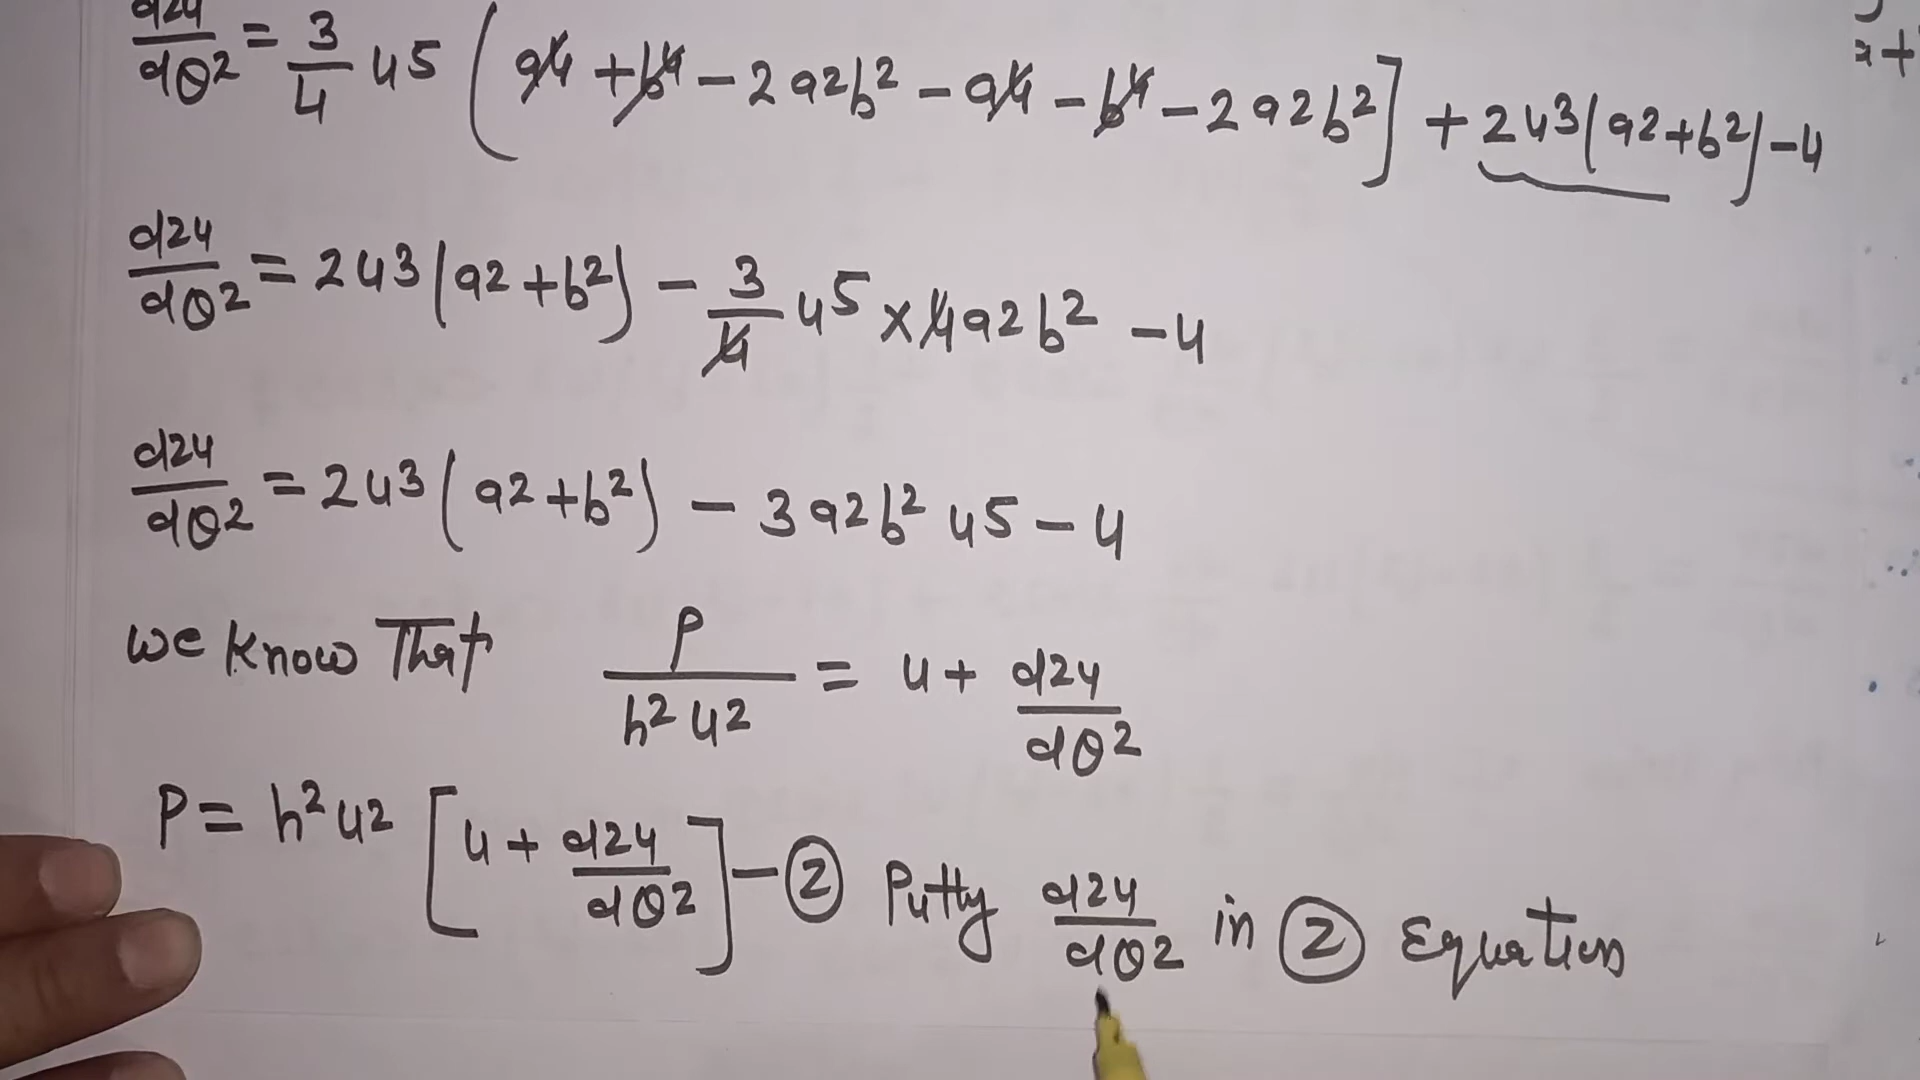 d²u/dθ² = 3/4 u⁵ ( a⁴ + b⁴ - 2a²b² - a⁴ - b⁴ - 2a²b² ] + 2u³(a²+b²) - u
d²u/dθ² = 2u³(a²+b²) - 3/4 u⁵ × 4a²b² - u
d²u/dθ² = 2u³(a²+b²) - 3a²b² u⁵ - u
we know That P/h²u² = u + d²u/dθ²
P = h²u² [u + d²u/dθ²] - ② Putty d²u/dθ² in ② Equation